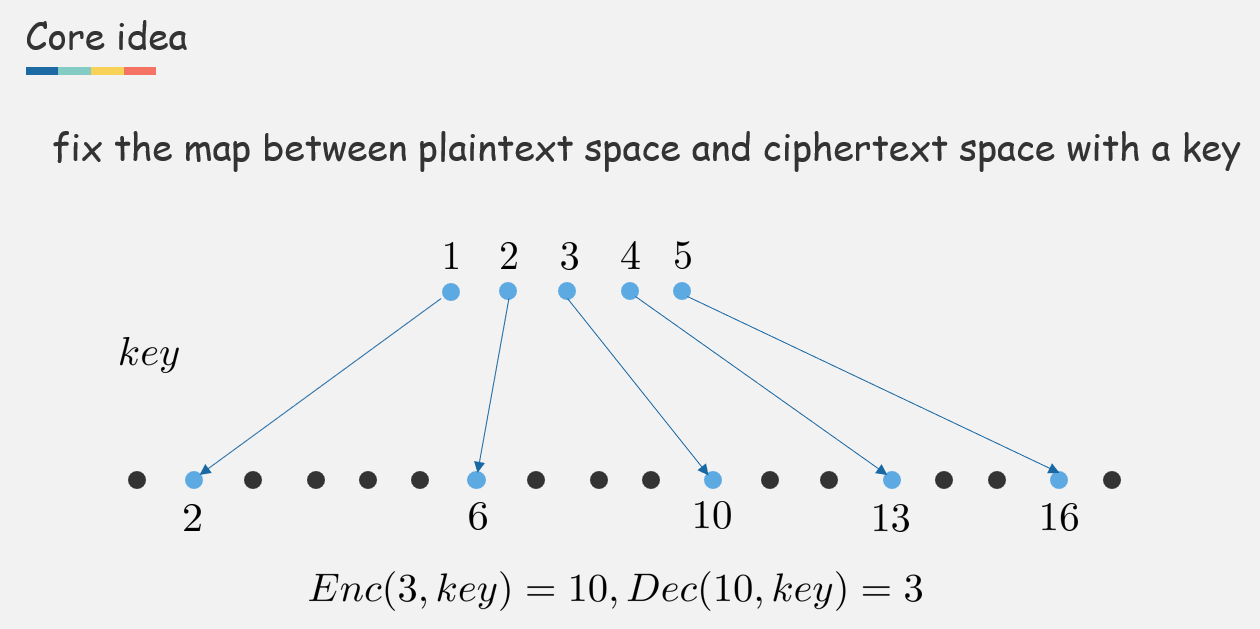 Core idea
fix the map between plaintext space and ciphertext space with a key
1 2 3 4 5
key
2 6 10 13 16
Enc(3, key) = 10, Dec(10, key) = 3